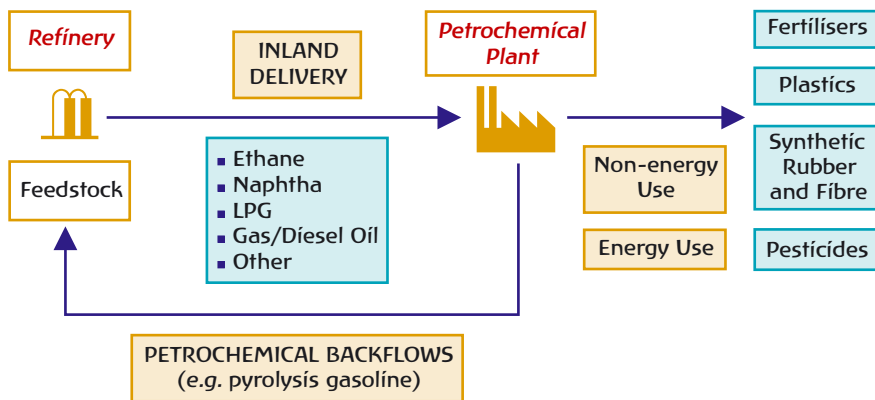 Refinery
INLAND
DELIVERY
Petrochemical
Plant
Fertilisers
Plastics
Synthetic
Rubber
and Fibre
Pesticides
Feedstock
▪ Ethane
▪ Naphtha
▪ LPG
▪ Gas/Diesel Oil
▪ Other
Non-energy
Use
Energy Use
PETROCHEMICAL BACKFLOWS
(e.g. pyrolysis gasoline)